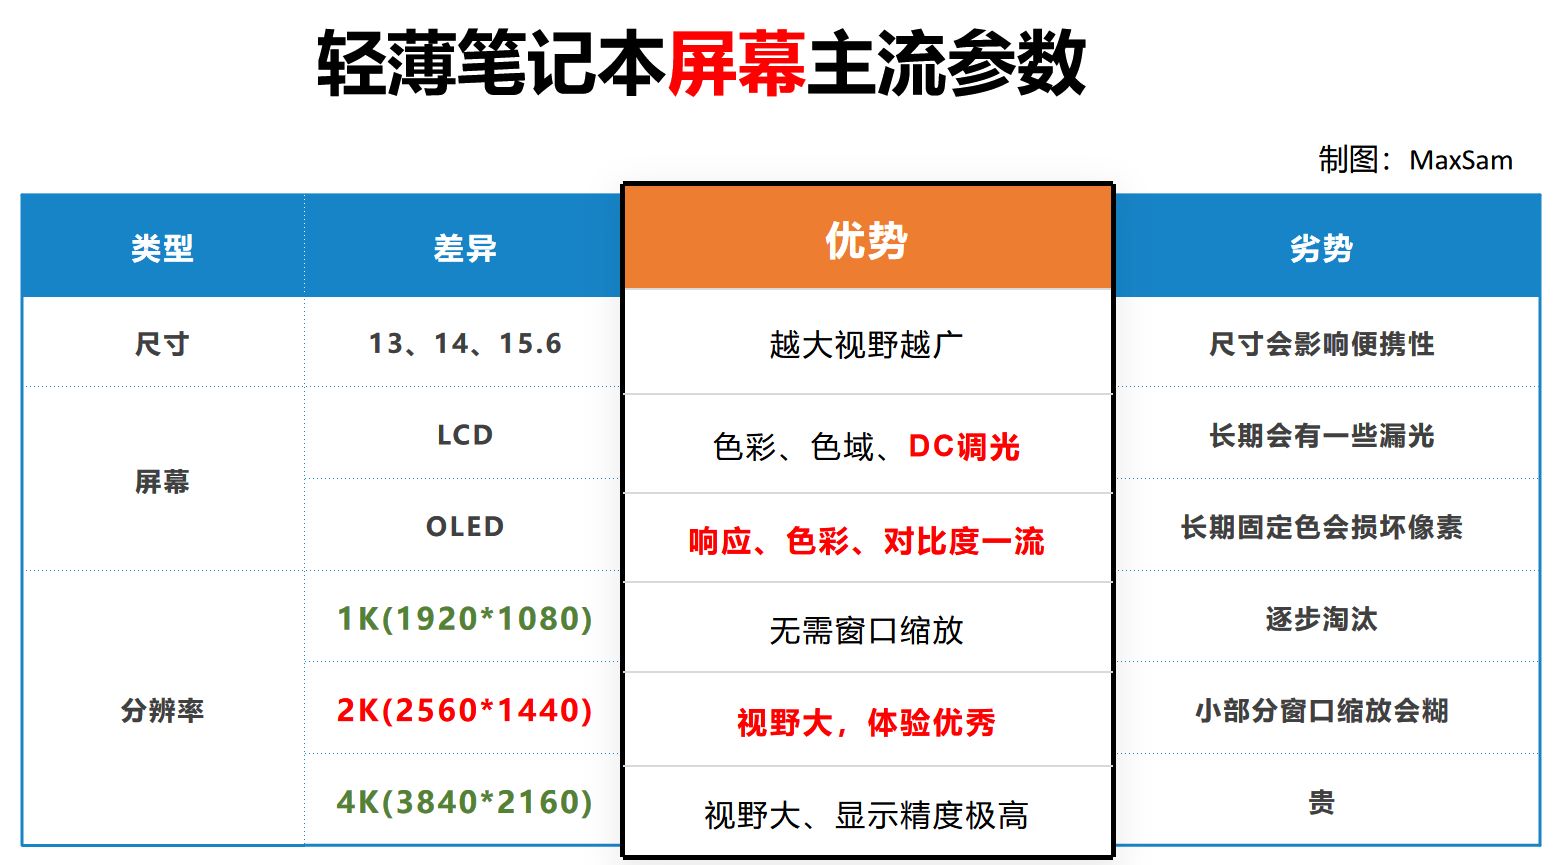 轻薄笔记本屏幕主流参数
制图：MaxSam
类型 差异 优势 劣势
尺寸 13、14、15.6 越大视野越广 尺寸会影响便携性
屏幕
LCD 色彩、色域、DC调光 长期会有一些漏光
OLED 响应、色彩、对比度一流 长期固定色会损坏像素
分辨率
1K(1920*1080) 无需窗口缩放 逐步淘汰
2K(2560*1440) 视野大，体验优秀 小部分窗口缩放会糊
4K(3840*2160) 视野大、显示精度极高 贵